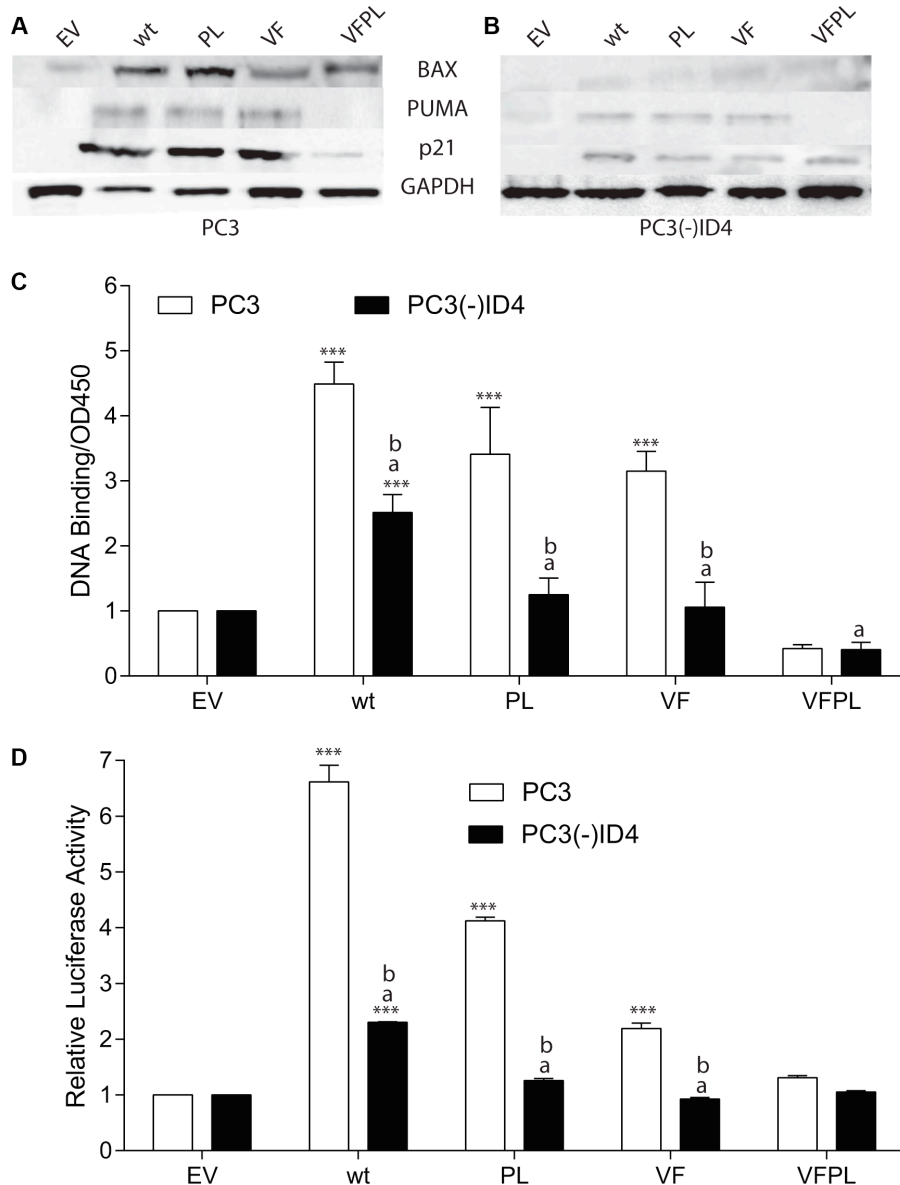 A
EV wt PL VF VFPL
B
EV wt PL VF VFPL
BAX
PUMA
p21
GAPDH
PC3
PC3(-)ID4
C
PC3
PC3(-)ID4
DNA Binding/OD450
6
5
4
3
2
1
0
***
b
a
***
***
b
a
***
b
a
a
EV wt PL VF VFPL
D
PC3
PC3(-)ID4
Relative Luciferase Activity
7
6
5
4
3
2
1
0
***
b
a
***
***
b
a
***
b
a
EV wt PL VF VFPL